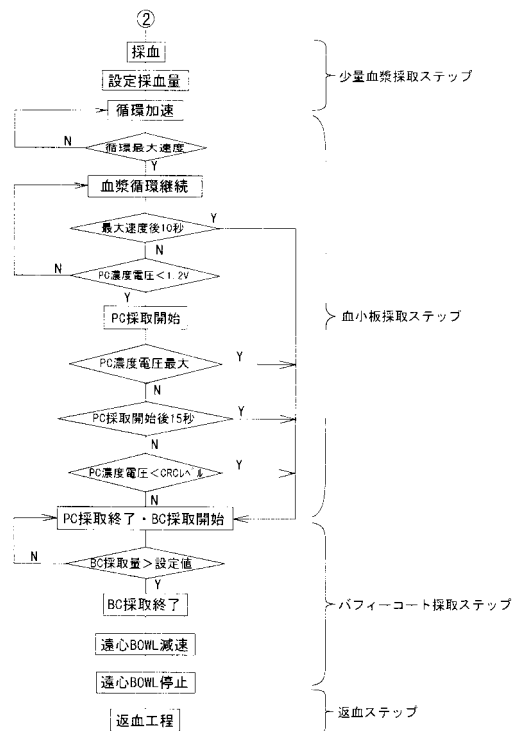 ②
採血
設定採血量
少量血漿採取ステップ
循環加速
N
循環最大速度
Y
血漿循環継続
最大速度後10秒
Y
N
N
PC濃度電圧<1.2V
Y
PC採取開始
血小板採取ステップ
PC濃度電圧最大
Y
N
PC採取開始後15秒
Y
N
PC濃度電圧<CRCレベル
Y
N
PC採取終了・BC採取開始
N
BC採取量>設定値
Y
BC採取終了
バフィーコート採取ステップ
遠心BOWL減速
遠心BOWL停止
返血工程
返血ステップ